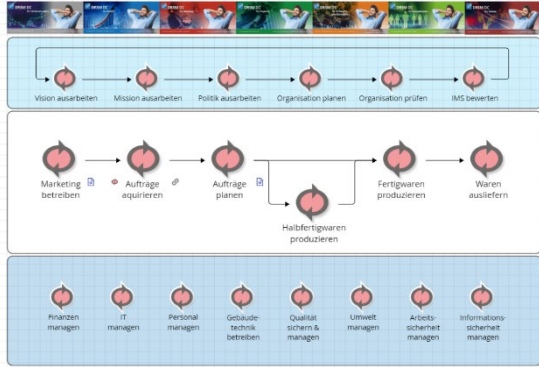 Vision ausarbeiten
Mission ausarbeiten
Politik ausarbeiten
Organisation planen
Organisation prüfen
IMS bewerten
Marketing
betreiben
Aufträge
aquirieren
Aufträge
planen
Fertigwaren
produzieren
Waren
ausliefern
Halbfertigwaren
produzieren
Finanzen
managen
IT
managen
Personal
managen
Gebäude-
technik
betreiben
Qualität
sichern &
managen
Umwelt
managen
Arbeits-
sicherheit
managen
Informations-
sicherheit
managen